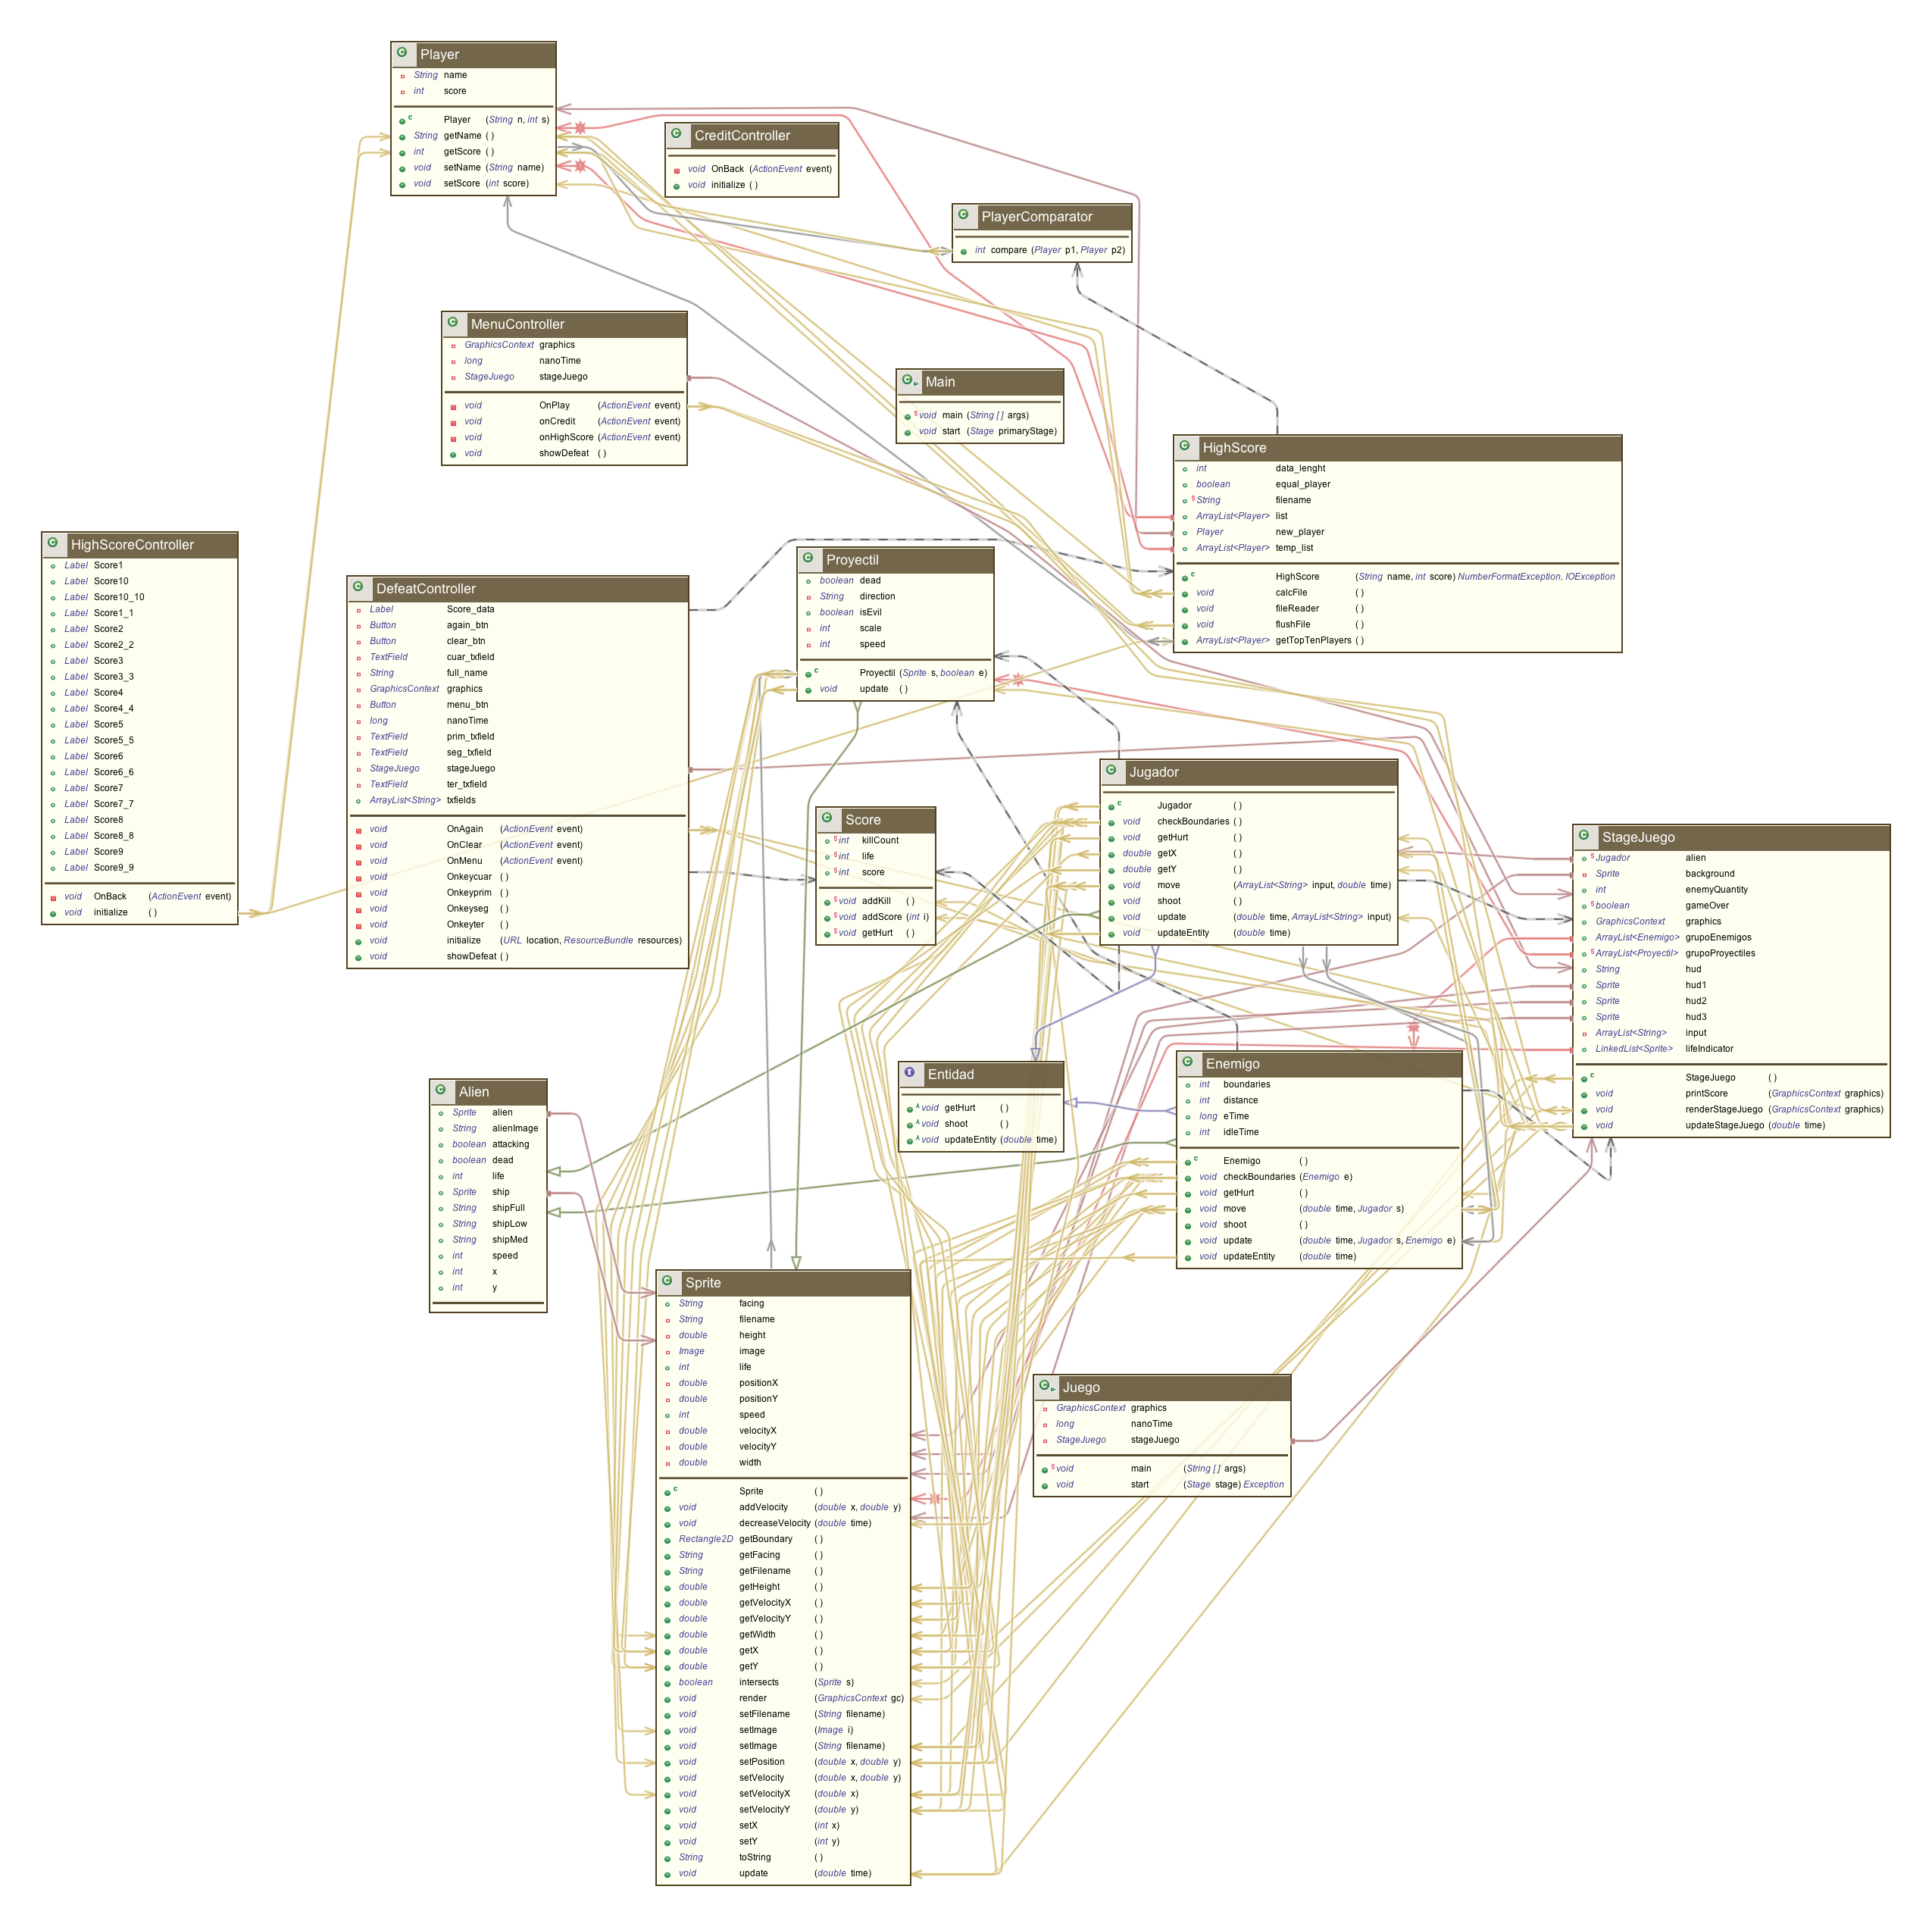 Player
String name
int score
Player (String n, int s)
String getName ( )
int getScore ( )
void setName (String name)
void setScore (int score)
CreditController
void OnBack (ActionEvent event)
void initialize ( )
PlayerComparator
int compare (Player p1, Player p2)
MenuController
GraphicsContext graphics
long nanoTime
StageJuego stageJuego
void OnPlay (ActionEvent event)
void onCredit (ActionEvent event)
void onHighScore (ActionEvent event)
void showDefeat ( )
Main
void main (String [ ] args)
void start (Stage primaryStage)
HighScore
int data_lenght
boolean equal_player
String filename
ArrayList<Player> list
Player new_player
ArrayList<Player> temp_list
HighScore (String name, int score) NumberFormatException, IOException
void calcFile ( )
void fileReader ( )
void flushFile ( )
ArrayList<Player> getTopTenPlayers ( )
HighScoreController
Label Score1
Label Score10
Label Score10_10
Label Score1_1
Label Score2
Label Score2_2
Label Score3
Label Score3_3
Label Score4
Label Score4_4
Label Score5
Label Score5_5
Label Score6
Label Score6_6
Label Score7
Label Score7_7
Label Score8
Label Score8_8
Label Score9
Label Score9_9
void OnBack (ActionEvent event)
void initialize ( )
DefeatController
Label Score_data
Button again_btn
Button clear_btn
TextField cuar_txfield
String full_name
GraphicsContext graphics
Button menu_btn
long nanoTime
TextField prim_txfield
TextField seg_txfield
StageJuego stageJuego
TextField ter_txfield
ArrayList<String> txfields
void OnAgain (ActionEvent event)
void OnClear (ActionEvent event)
void OnMenu (ActionEvent event)
void Onkeycuar ( )
void Onkeyprim ( )
void Onkeyseg ( )
void Onkeyter ( )
void initialize (URL location, ResourceBundle resources)
void showDefeat ( )
Proyectil
boolean dead
String direction
boolean isEvil
int scale
int speed
Proyectil (Sprite s, boolean e)
void update ( )
Jugador
Jugador ( )
void checkBoundaries ( )
void getHurt ( )
double getX ( )
double getY ( )
void move (ArrayList<String> input, double time)
void shoot ( )
void update (double time, ArrayList<String> input)
void updateEntity (double time)
Score
int killCount
int life
int score
void addKill ( )
void addScore (int i)
void getHurt ( )
StageJuego
Jugador alien
Sprite background
int enemyQuantity
boolean gameOver
GraphicsContext graphics
ArrayList<Enemigo> grupoEnemigos
ArrayList<Proyectil> grupoProyectiles
String hud
Sprite hud1
Sprite hud2
Sprite hud3
ArrayList<String> input
LinkedList<Sprite> lifeIndicator
StageJuego ( )
void printScore (GraphicsContext graphics)
void renderStageJuego (GraphicsContext graphics)
void updateStageJuego (double time)
Entidad
void getHurt ( )
void shoot ( )
void updateEntity (double time)
Enemigo
int boundaries
int distance
long eTime
int idleTime
Enemigo ( )
void checkBoundaries (Enemigo e)
void getHurt ( )
void move (double time, Jugador s)
void shoot ( )
void update (double time, Jugador s, Enemigo e)
void updateEntity (double time)
Alien
Sprite alien
String alienImage
boolean attacking
boolean dead
int life
Sprite ship
String shipFull
String shipLow
String shipMed
int speed
int x
int y
Sprite
String facing
String filename
double height
Image image
int life
double positionX
double positionY
int speed
double velocityX
double velocityY
double width
Sprite ( )
void addVelocity (double x, double y)
void decreaseVelocity (double time)
Rectangle2D getBoundary ( )
String getFacing ( )
String getFilename ( )
double getHeight ( )
double getVelocityX ( )
double getVelocityY ( )
double getWidth ( )
double getX ( )
double getY ( )
boolean intersects (Sprite s)
void render (GraphicsContext gc)
void setFilename (String filename)
void setImage (Image i)
void setImage (String filename)
void setPosition (double x, double y)
void setVelocity (double x, double y)
void setVelocityX (double x)
void setVelocityY (double y)
void setX (int x)
void setY (int y)
String toString ( )
void update (double time)
Juego
GraphicsContext graphics
long nanoTime
StageJuego stageJuego
void main (String [ ] args)
void start (Stage stage) Exception